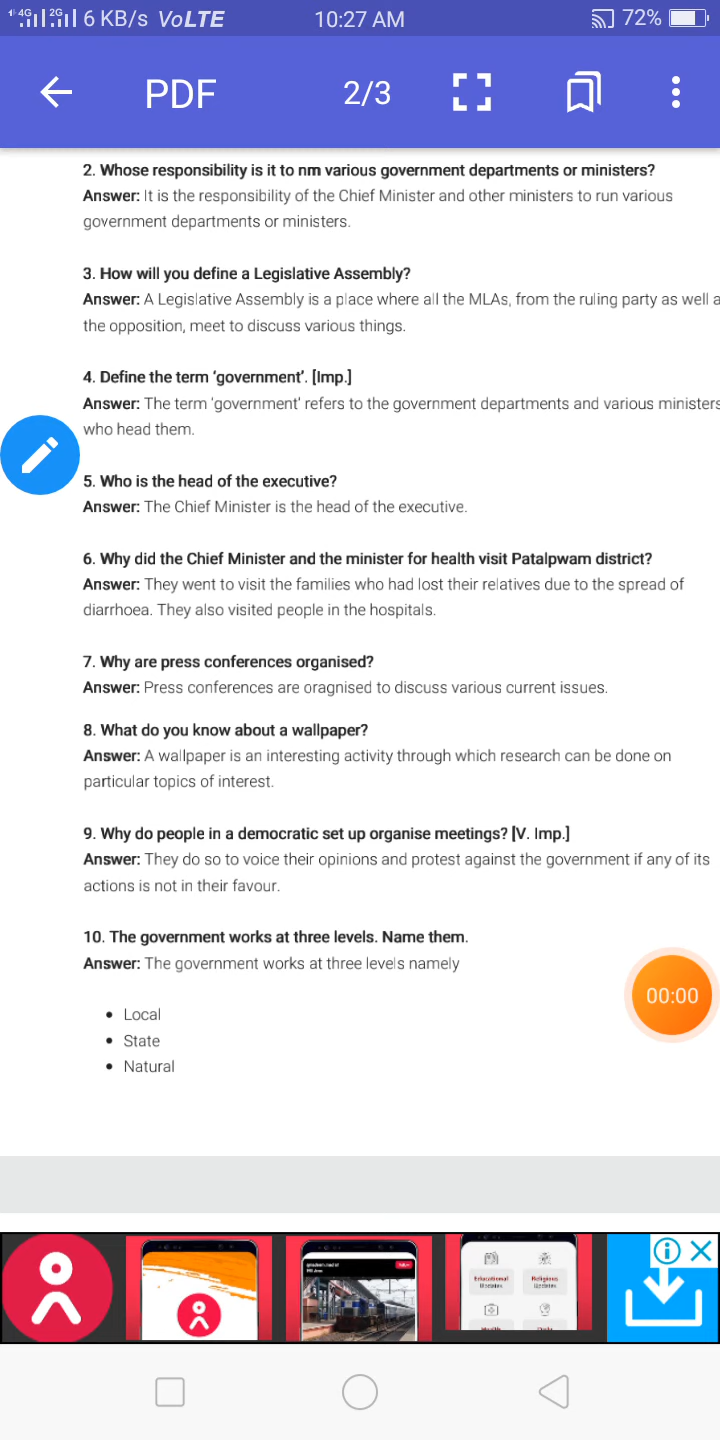 4G 2G 6 KB/s VoLTE 10:27 AM 72%
PDF 2/3
2. Whose responsibility is it to nm various government departments or ministers?
Answer: It is the responsibility of the Chief Minister and other ministers to run various
government departments or ministers.
3. How will you define a Legislative Assembly?
Answer: A Legislative Assembly is a place where all the MLAs, from the ruling party as well a
the opposition, meet to discuss various things.
4. Define the term ‘government’. [Imp.]
Answer: The term ‘government’ refers to the government departments and various ministers
who head them.
5. Who is the head of the executive?
Answer: The Chief Minister is the head of the executive.
6. Why did the Chief Minister and the minister for health visit Patalpwam district?
Answer: They went to visit the families who had lost their relatives due to the spread of
diarrhoea. They also visited people in the hospitals.
7. Why are press conferences organised?
Answer: Press conferences are oragnised to discuss various current issues.
8. What do you know about a wallpaper?
Answer: A wallpaper is an interesting activity through which research can be done on
particular topics of interest.
9. Why do people in a democratic set up organise meetings? [V. Imp.]
Answer: They do so to voice their opinions and protest against the government if any of its
actions is not in their favour.
10. The government works at three levels. Name them.
Answer: The government works at three levels namely
00:00
• Local
• State
• Natural
Educational Religious
Updates Updates